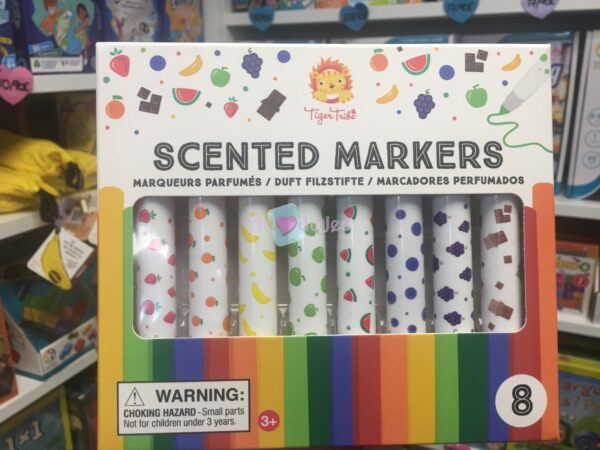 Tiger Tribe
SCENTED MARKERS
MARQUEURS PARFUMÉS / DUFT FILZSTIFTE / MARCADORES PERFUMADOS
WARNING:
CHOKING HAZARD - Small parts
Not for children under 3 years.
3+
8